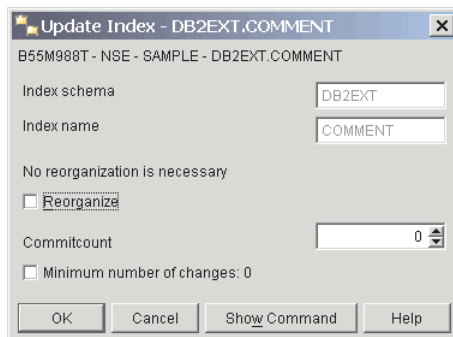 Update Index - DB2EXT.COMMENT
B55M988T - NSE - SAMPLE - DB2EXT.COMMENT
Index schema DB2EXT
Index name COMMENT
No reorganization is necessary
Reorganize
Commitcount 0
Minimum number of changes: 0
OK Cancel Show Command Help